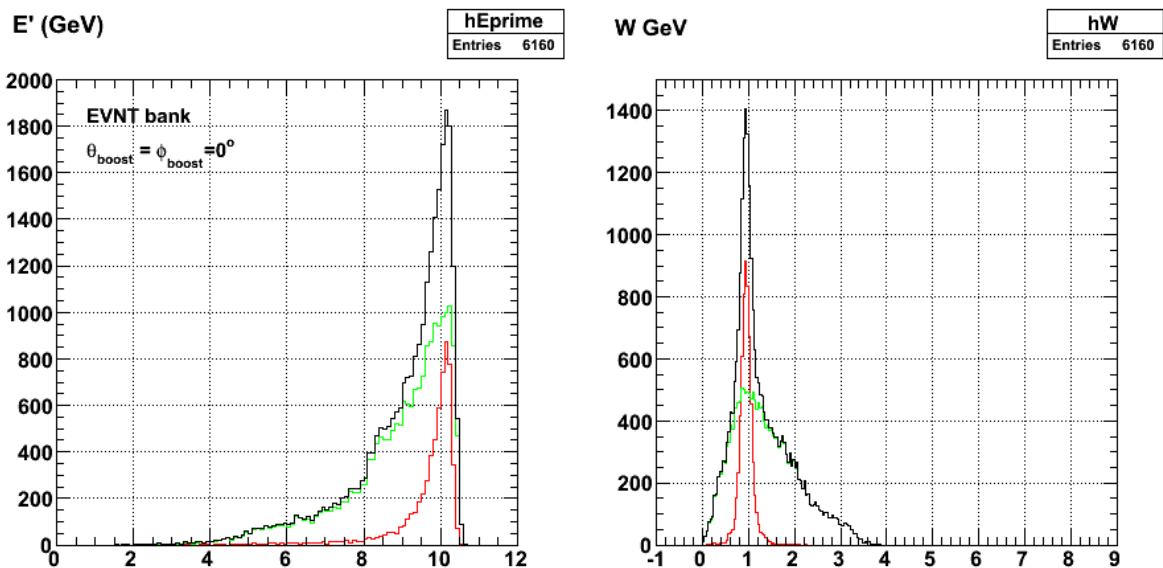 E' (GeV)
hEprime
Entries 6160
EVNT bank
θboost = ϕboost=0°
2000
1800
1600
1400
1200
1000
800
600
400
200
0
0 2 4 6 8 10 12
W GeV
hW
Entries 6160
1400
1200
1000
800
600
400
200
0
-1 0 1 2 3 4 5 6 7 8 9